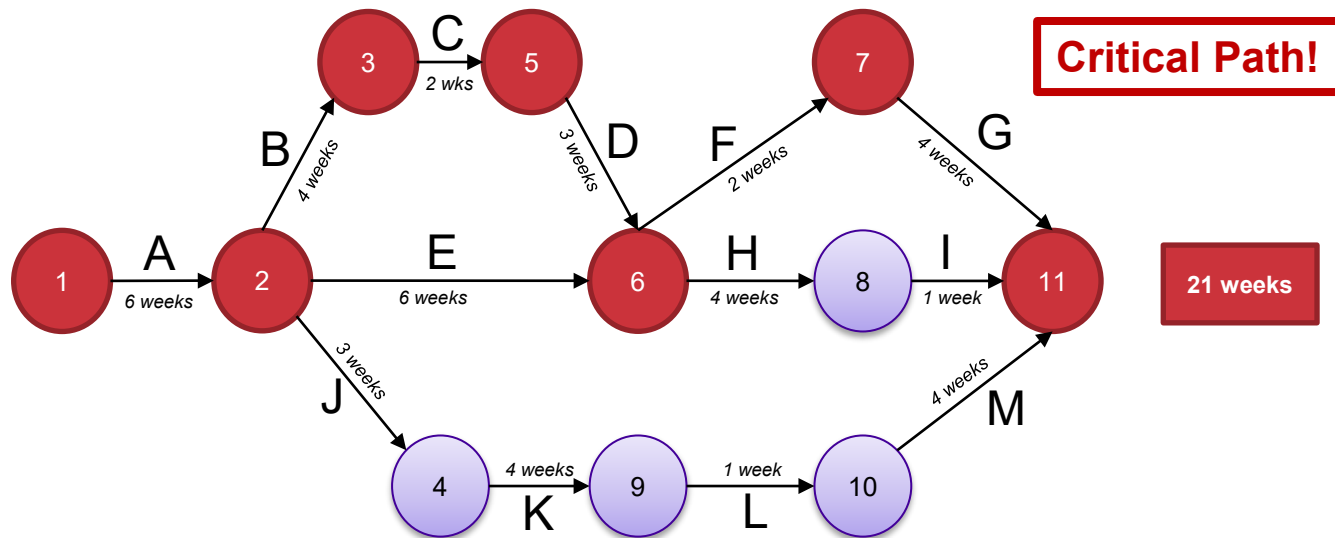 Critical Path!
C
3
5
7
2 wks
B
4 weeks
D
3 weeks
F
2 weeks
G
4 weeks
A
E
H
I
1
2
6
8
11
21 weeks
6 weeks
6 weeks
4 weeks
1 week
J
3 weeks
4 weeks
M
4
4 weeks
9
1 week
10
K
L